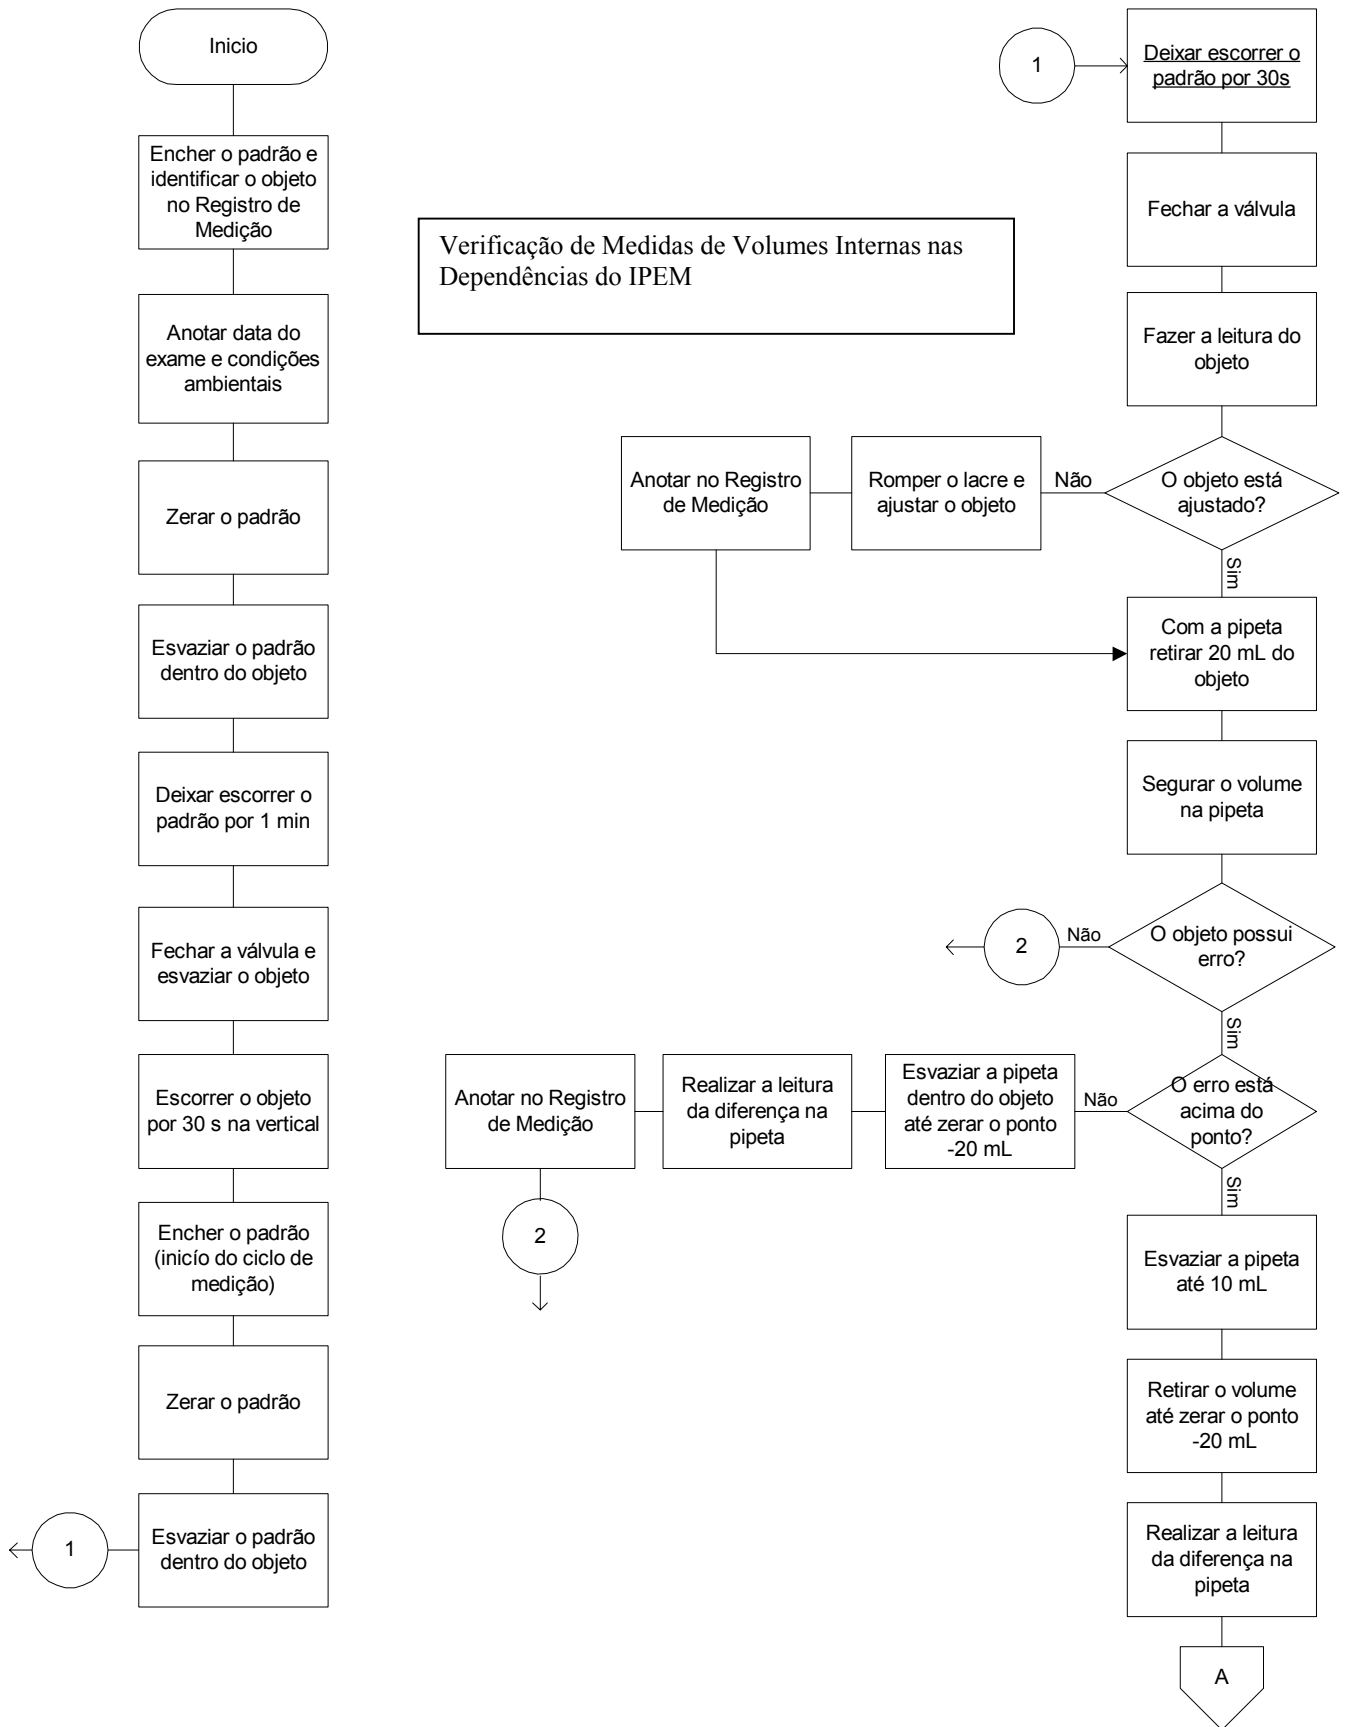 Inicio
Encher o padrão e
identificar o objeto
no Registro de
Medição
Anotar data do
exame e condições
ambientais
Zerar o padrão
Esvaziar o padrão
dentro do objeto
Deixar escorrer o
padrão por 1 min
Fechar a válvula e
esvaziar o objeto
Escorrer o objeto
por 30 s na vertical
Encher o padrão
(inicío do ciclo de
medição)
Zerar o padrão
Esvaziar o padrão
dentro do objeto
1
Verificação de Medidas de Volumes Internas nas
Dependências do IPEM
1
Deixar escorrer o
padrão por 30s
Fechar a válvula
Fazer a leitura do
objeto
O objeto está
ajustado?
Não
Romper o lacre e
ajustar o objeto
Anotar no Registro
de Medição
Sim
Com a pipeta
retirar 20 mL do
objeto
Segurar o volume
na pipeta
O objeto possui
erro?
Não
2
Sim
O erro está
acima do
ponto?
Não
Esvaziar a pipeta
dentro do objeto
até zerar o ponto
-20 mL
Realizar a leitura
da diferença na
pipeta
Anotar no Registro
de Medição
2
Sim
Esvaziar a pipeta
até 10 mL
Retirar o volume
até zerar o ponto
-20 mL
Realizar a leitura
da diferença na
pipeta
A